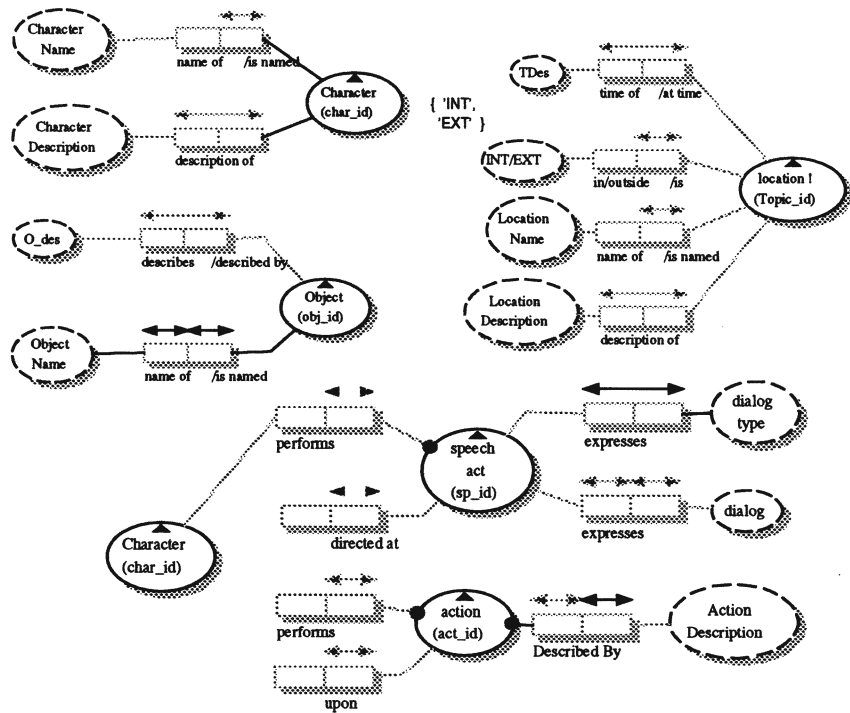 Character
Name
name of /is named
Character
(char_id)
Character
Description
description of
{ 'INT',
'EXT' }
TDes
time of /at time
INT/EXT
in/outside /is
location !
(Topic_id)
Location
Name
name of /is named
Location
Description
description of
O_des
describes /described by
Object
(obj_id)
Object
Name
name of /is named
performs
speech
act
(sp_id)
expresses
dialog
type
directed at
expresses
dialog
Character
(char_id)
performs
action
(act_id)
Described By
Action
Description
upon